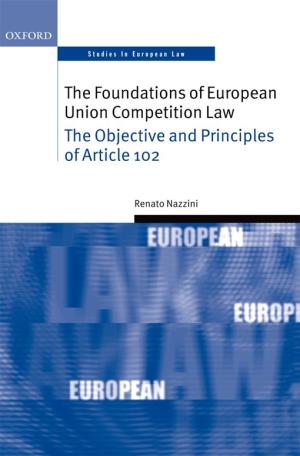 OXFORD
Studies in European Law
The Foundations of European
Union Competition Law
The Objective and Principles
of Article 102
Renato Nazzini
EUROPEAN
LAW
LAW
EUROPEAN